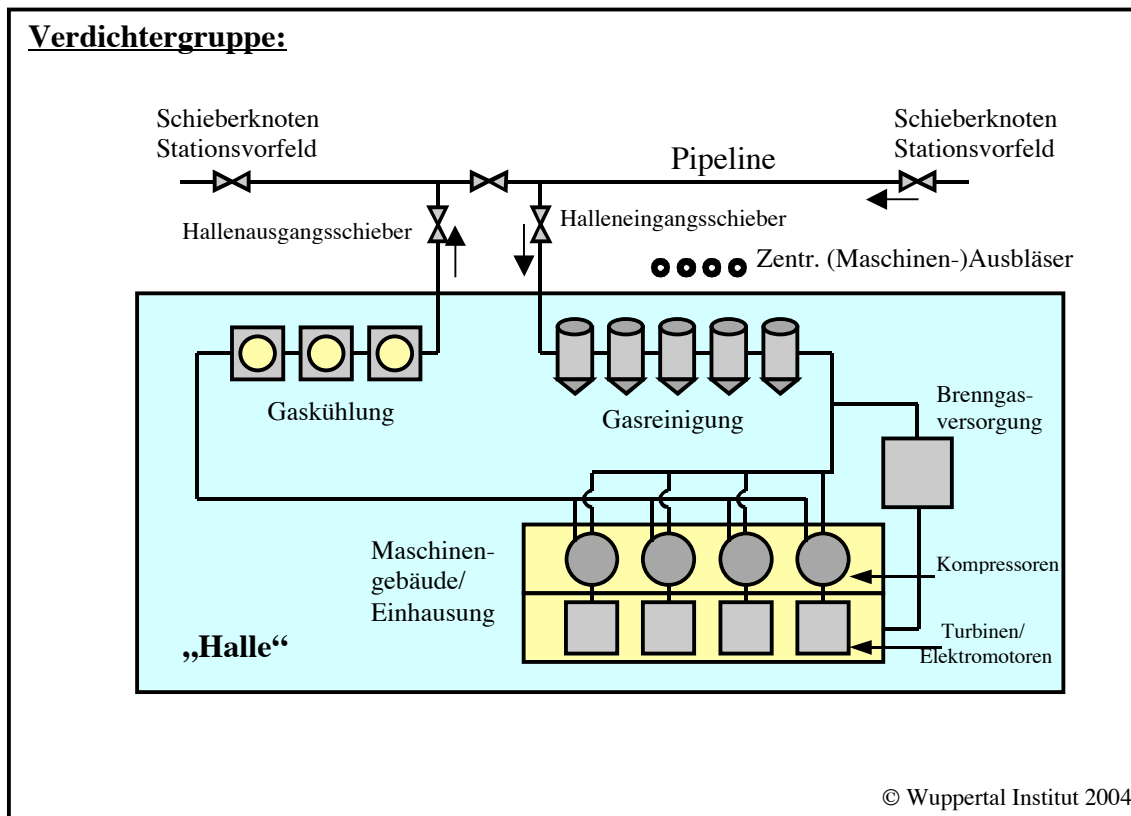 Verdichtergruppe:
Schieberknoten
Stationsvorfeld
Schieberknoten
Stationsvorfeld
Pipeline
Hallenausgangsschieber
Halleneingangsschieber
Zentr. (Maschinen-)Ausbläser
Gaskühlung
Gasreinigung
Brenngas-
versorgung
Maschinen-
gebäude/
Einhausung
Kompressoren
„Halle“
Turbinen/
Elektromotoren
© Wuppertal Institut 2004